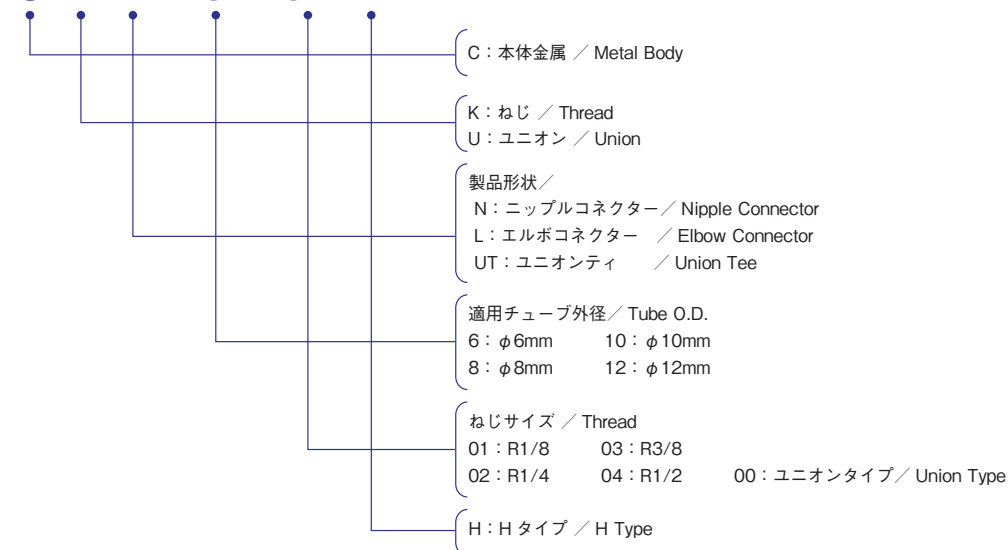 C：本体金属 ／ Metal Body
K：ねじ ／ Thread
U：ユニオン ／ Union
製品形状／
N：ニップルコネクター／ Nipple Connector
L：エルボコネクター ／ Elbow Connector
UT：ユニオンティ ／ Union Tee
適用チューブ外径／ Tube O.D.
6：φ6mm 10：φ10mm
8：φ8mm 12：φ12mm
ねじサイズ ／ Thread
01：R1/8 03：R3/8
02：R1/4 04：R1/2 00：ユニオンタイプ／ Union Type
H：H タイプ ／ H Type